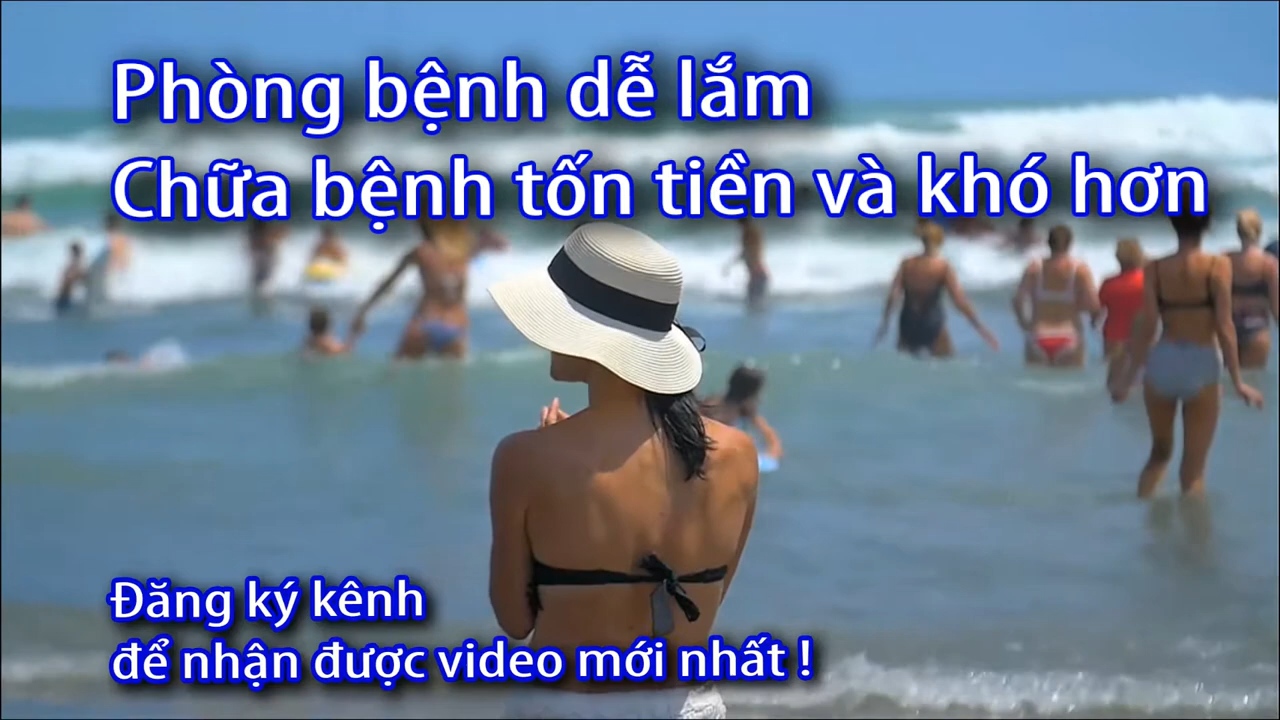 Phòng bệnh dễ lắm
Chữa bệnh tốn tiền và khó hơn
Đăng ký kênh
để nhận được video mới nhất !